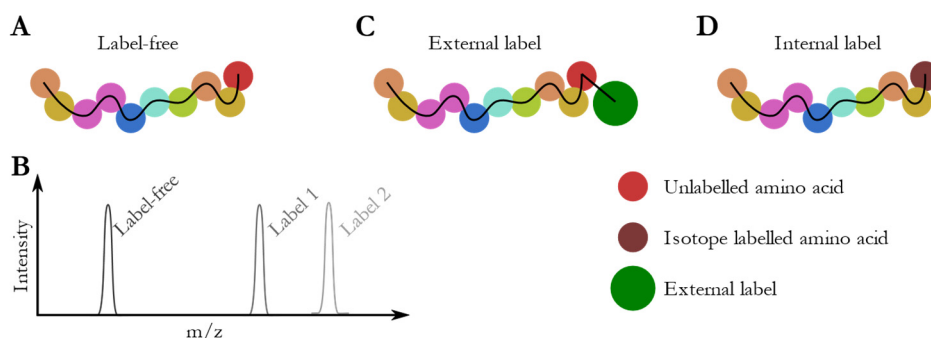 A
Label-free
C
External label
D
Internal label
B
Intensity
Label-free
Label 1
Label 2
m/z
Unlabelled amino acid
Isotope labelled amino acid
External label